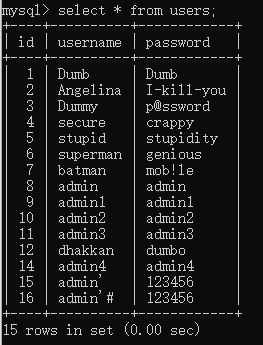 mysql> select * from users;
+----+----------+------------+
| id | username | password   |
+----+----------+------------+
|  1 | Dumb     | Dumb       |
|  2 | Angelina | I-kill-you |
|  3 | Dummy    | p@ssword   |
|  4 | secure   | crappy     |
|  5 | stupid   | stupidity  |
|  6 | superman | genious    |
|  7 | batman   | mob!le     |
|  8 | admin    | admin      |
|  9 | admin1   | admin1     |
| 10 | admin2   | admin2     |
| 11 | admin3   | admin3     |
| 12 | dhakkan  | dumbo      |
| 14 | admin4   | admin4     |
| 15 | admin'   | 123456     |
| 16 | admin'#  | 123456     |
+----+----------+------------+
15 rows in set (0.00 sec)